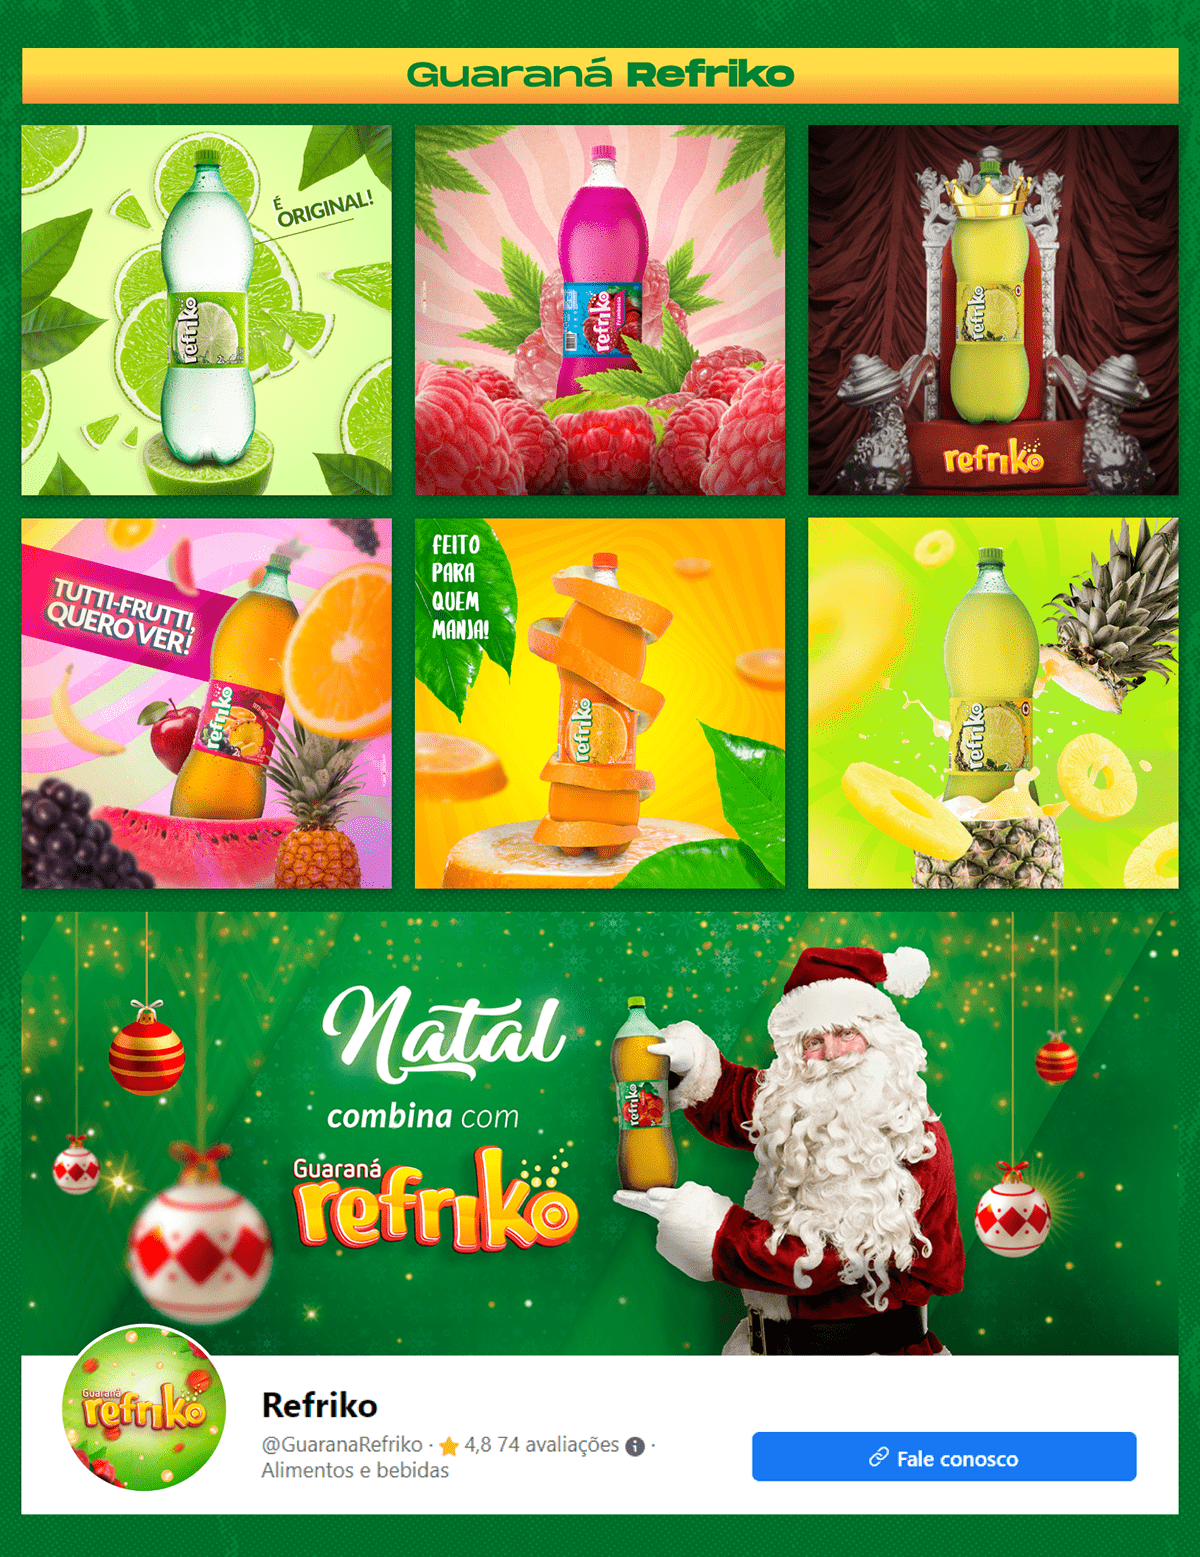 Guaraná Refriko
É
ORIGINAL!
refriko
refriko
Framboesa
refriko
refriko
TUTTI-FRUTTI,
QUERO VER!
refriko
FEITO
PARA
QUEM
MANJA!
refriko
refriko
Natal
combina com
Guaraná
refriko
refriko
Guaraná
refriko
Refriko
@GuaranaRefriko · 4,8 74 avaliações ·
Alimentos e bebidas
Fale conosco